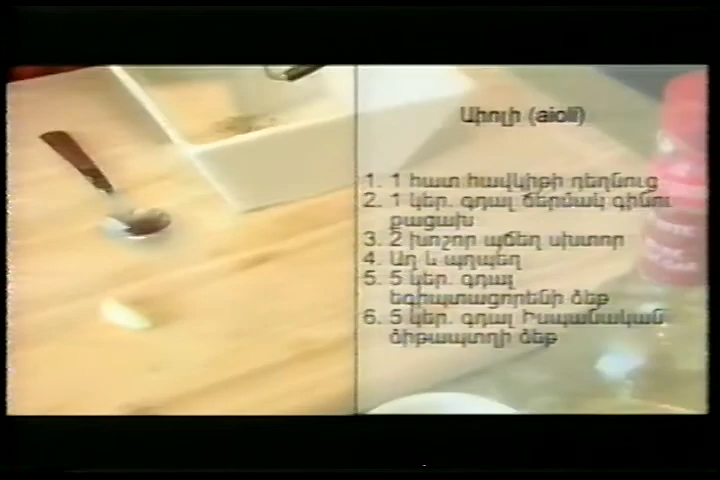 Աիոլի (aioli)
1. 1 հատ հավկիթի դեղնուց
2. 1 կեր. գդալ ճերմակ գինու
քացախ
3. 2 խոշոր պճեղ սխտոր
4. Աղ և պղպեղ
5. 5 կեր. գդալ
եգիպտացորենի ձեթ
6. 5 կեր. գդալ Իսպանական
ձիթապտղի ձեթ